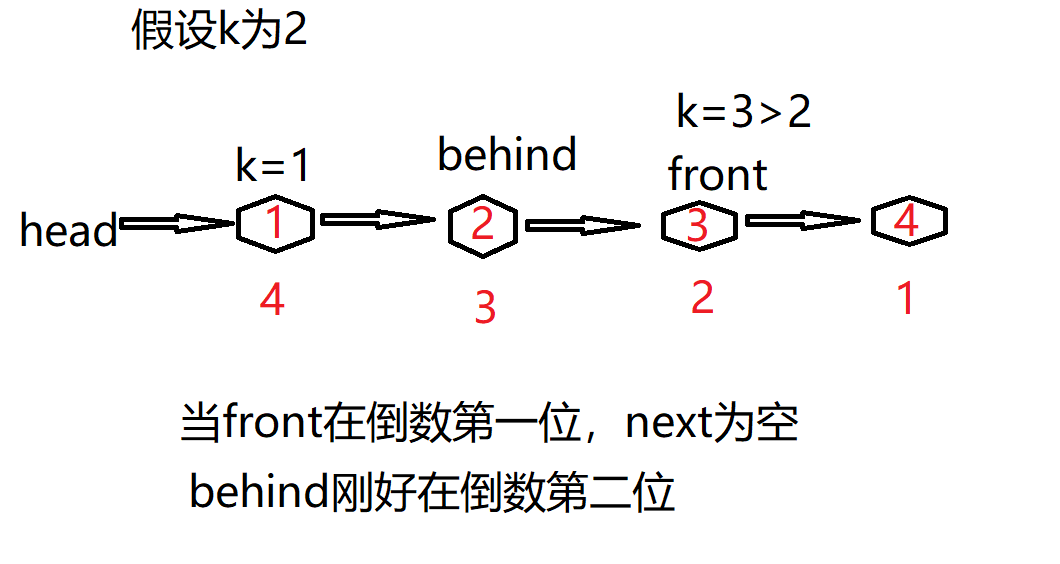 假设k为2
k=3>2
k=1
behind
front
head
1
2
3
4
4
3
2
1
当front在倒数第一位，next为空
behind刚好在倒数第二位